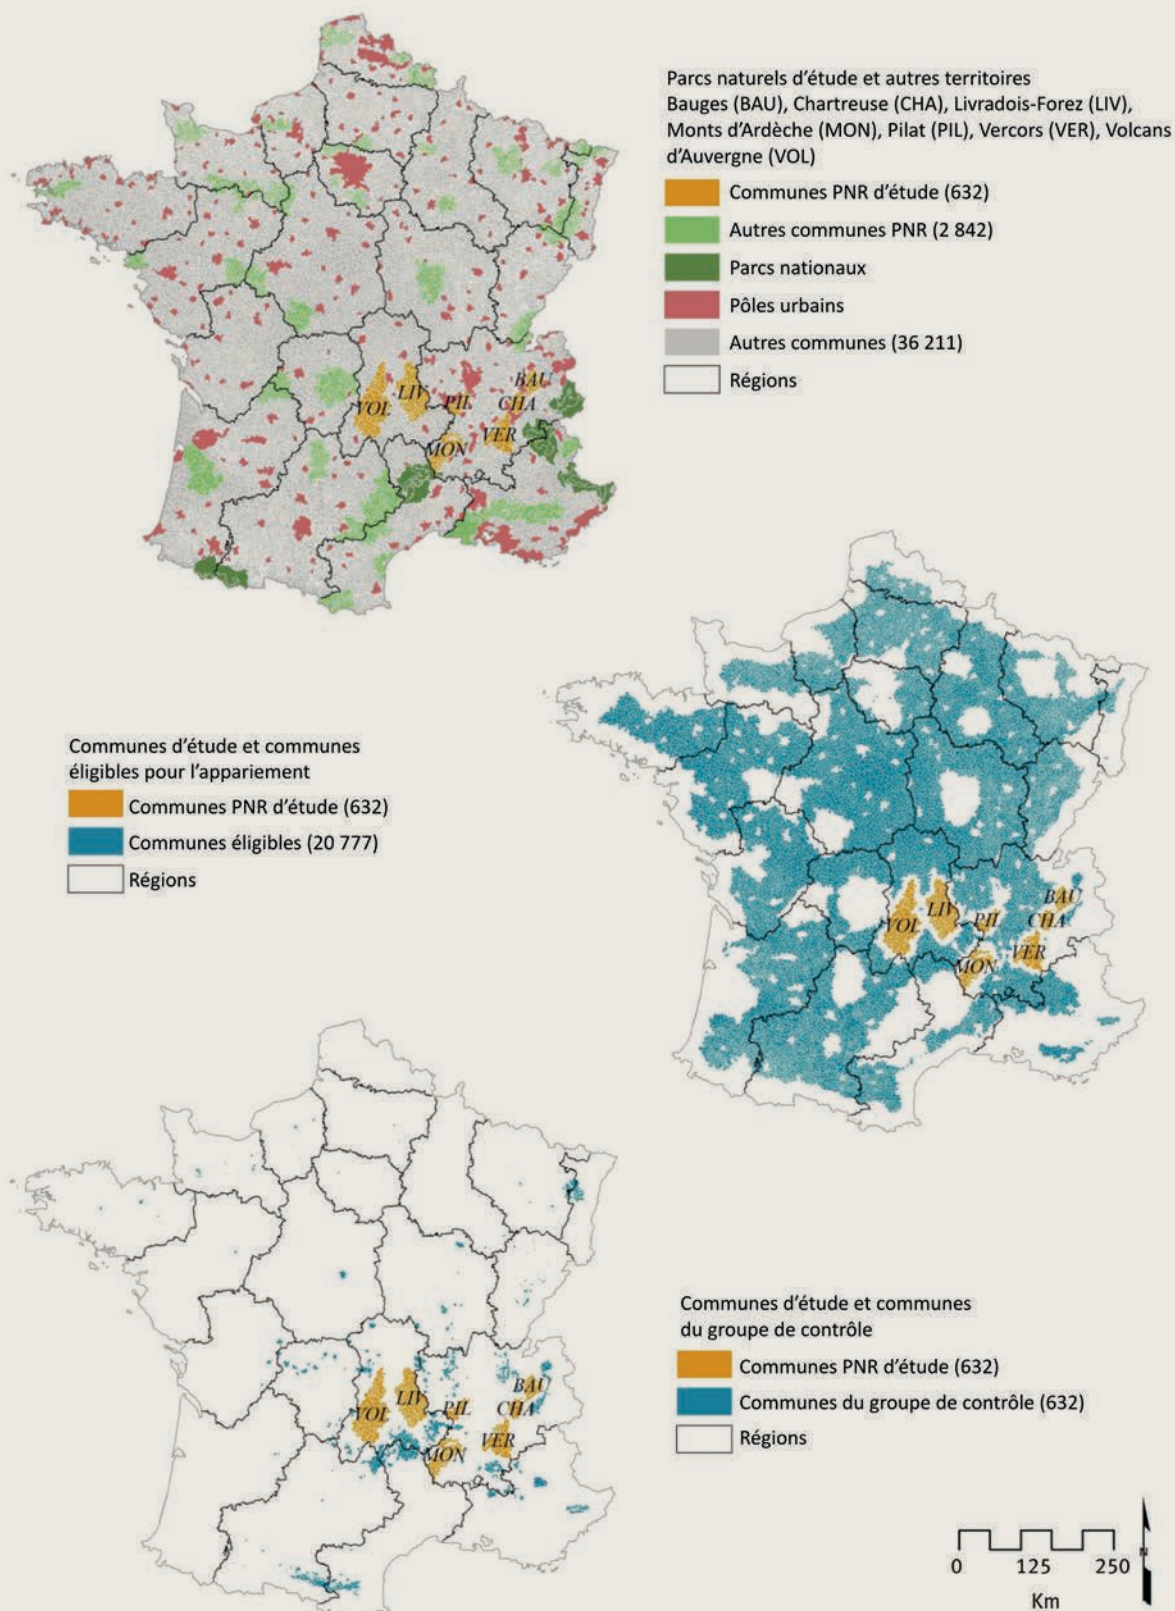 Parcs naturels d'étude et autres territoires
Bauges (BAU), Chartreuse (CHA), Livradois-Forez (LIV),
Monts d'Ardèche (MON), Pilat (PIL), Vercors (VER), Volcans
d'Auvergne (VOL)
Communes PNR d'étude (632)
Autres communes PNR (2 842)
Parcs nationaux
Pôles urbains
Autres communes (36 211)
Régions
BAU
LIV
PIL
CHA
VOL
VER
MON
Communes d'étude et communes
éligibles pour l'appariement
Communes PNR d'étude (632)
Communes éligibles (20 777)
Régions
BAU
LIV
PIL
CHA
VOL
VER
MON
Communes d'étude et communes
du groupe de contrôle
Communes PNR d'étude (632)
Communes du groupe de contrôle (632)
Régions
BAU
LIV
PIL
CHA
VOL
VER
MON
0 125 250
Km
N